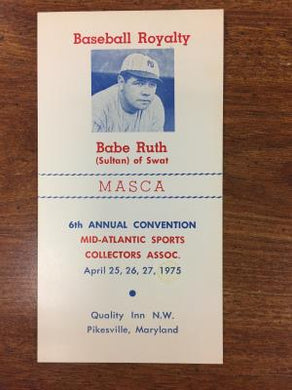 Baseball Royalty
Babe Ruth
(Sultan) of Swat
MASCA
6th ANNUAL CONVENTION
MID-ATLANTIC SPORTS
COLLECTORS ASSOC.
April 25, 26, 27, 1975
Quality Inn N.W.
Pikesville, Maryland